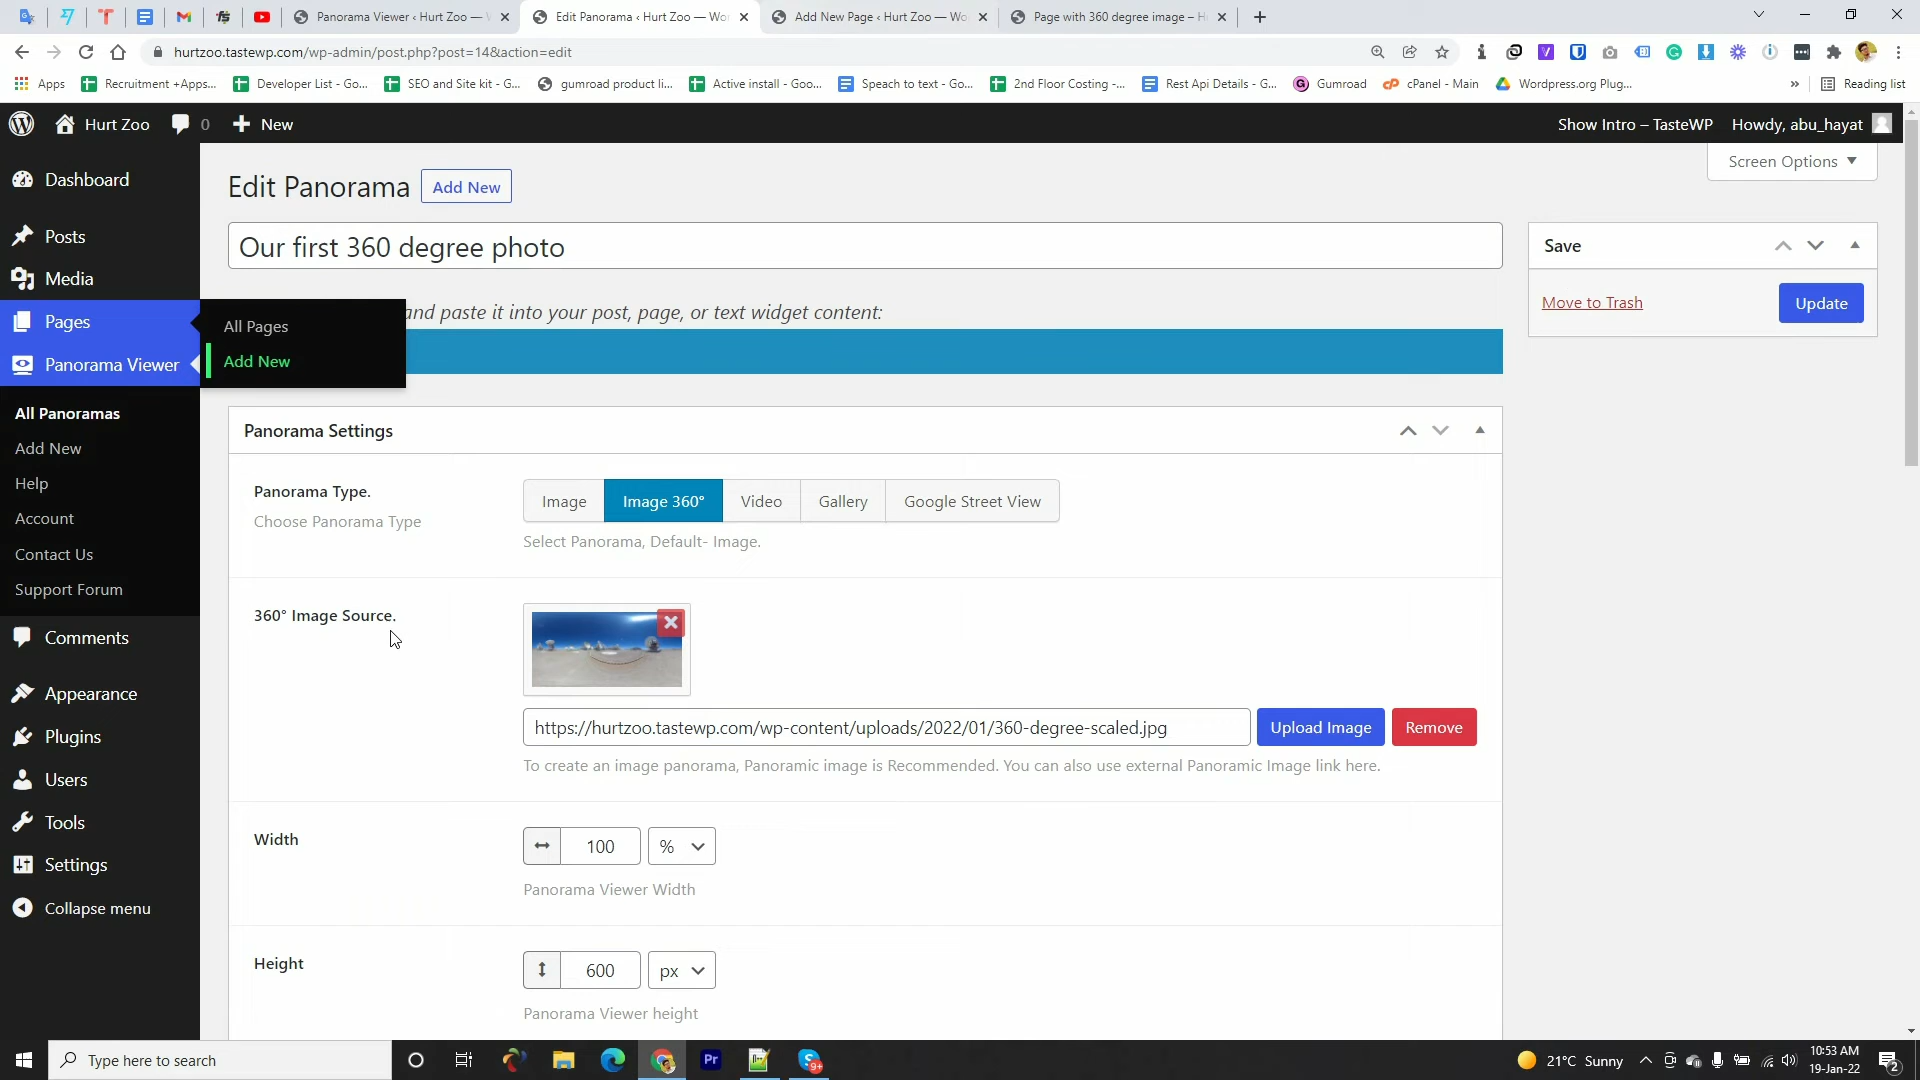 Panorama Viewer ‹ Hurt Zoo — W
Edit Panorama ‹ Hurt Zoo — Wor
Add New Page ‹ Hurt Zoo — Wo
Page with 360 degree image – H
hurtzoo.tastewp.com/wp-admin/post.php?post=14&action=edit
Apps
Recruitment +Apps...
Developer List - Go...
SEO and Site kit - G...
gumroad product li...
Active install - Goo...
Speach to text - Go...
2nd Floor Costing -...
Rest Api Details - G...
Gumroad
cPanel - Main
Wordpress.org Plug...
»
Reading list
Hurt Zoo
0
New
Show Intro – TasteWP
Howdy, abu_hayat
Dashboard
Posts
Media
Pages
Panorama Viewer
All Pages
Add New
All Panoramas
Add New
Help
Account
Contact Us
Support Forum
Comments
Appearance
Plugins
Users
Tools
Settings
Collapse menu
Screen Options
Edit Panorama
Add New
Our first 360 degree photo
and paste it into your post, page, or text widget content:
Save
Move to Trash
Update
Panorama Settings
Panorama Type.
Choose Panorama Type
Image
Image 360°
Video
Gallery
Google Street View
Select Panorama, Default- Image.
360° Image Source.
https://hurtzoo.tastewp.com/wp-content/uploads/2022/01/360-degree-scaled.jpg
Upload Image
Remove
To create an image panorama, Panoramic image is Recommended. You can also use external Panoramic Image link here.
Width
100
%
Panorama Viewer Width
Height
600
px
Panorama Viewer height
Type here to search
Pr
9+
21°C Sunny
10:53 AM
19-Jan-22
2